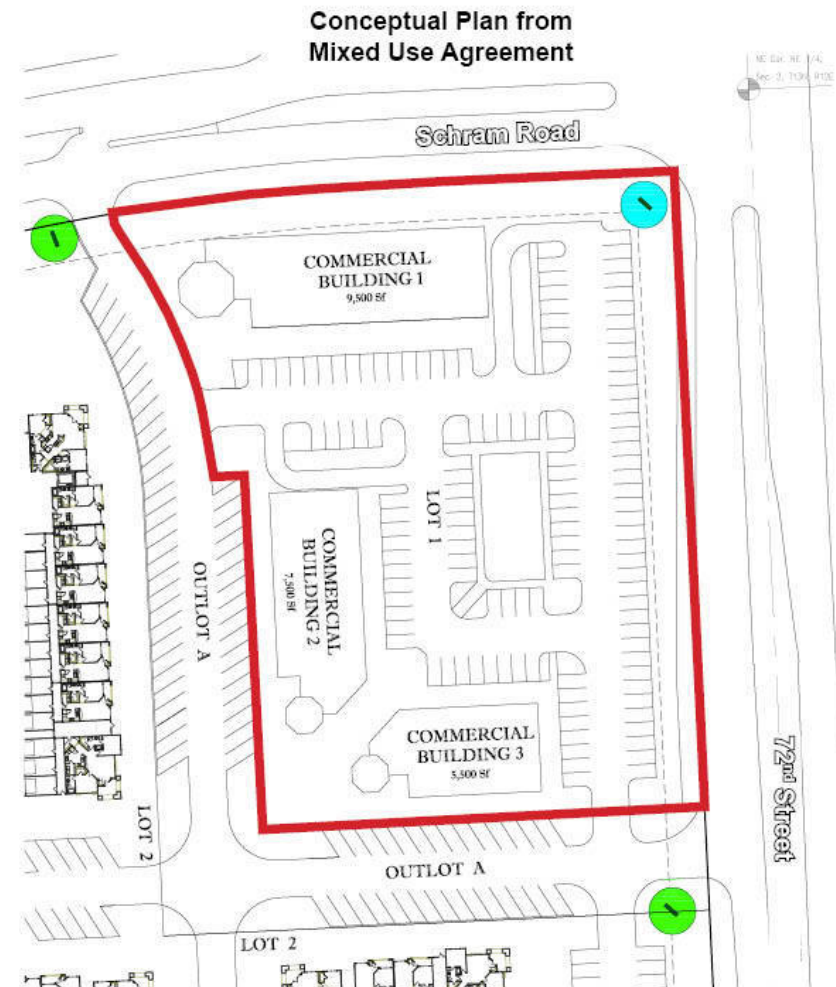 Conceptual Plan from
Mixed Use Agreement
Schram Road
COMMERCIAL
BUILDING 1
9,500 Sf
LOT 1
COMMERCIAL
BUILDING 2
7,500 Sf
OUTLOT A
COMMERCIAL
BUILDING 3
5,500 Sf
72nd Street
LOT 2
OUTLOT A
LOT 2